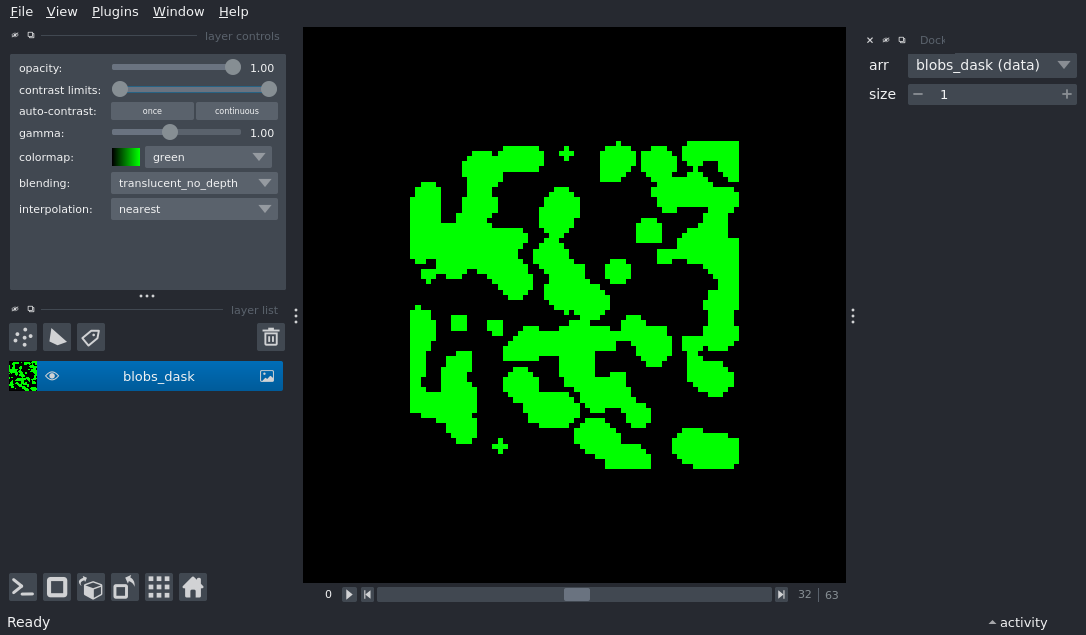 File View Plugins Window Help
layer controls
opacity: 1.00
contrast limits:
auto-contrast: once continuous
gamma: 1.00
colormap: green
blending: translucent_no_depth
interpolation: nearest
layer list
blobs_dask
0 32 | 63
Ready
Dock
arr blobs_dask (data)
size 1
activity